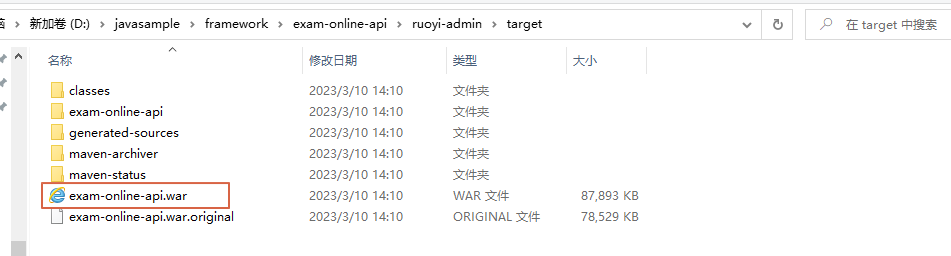 脑 > 新加卷 (D:) > javasample > framework > exam-online-api > ruoyi-admin > target 在 target 中搜索
名称 修改日期 类型 大小
classes 2023/3/10 14:10 文件夹
exam-online-api 2023/3/10 14:10 文件夹
generated-sources 2023/3/10 14:10 文件夹
maven-archiver 2023/3/10 14:10 文件夹
maven-status 2023/3/10 14:10 文件夹
exam-online-api.war 2023/3/10 14:10 WAR 文件 87,893 KB
exam-online-api.war.original 2023/3/10 14:10 ORIGINAL 文件 78,529 KB